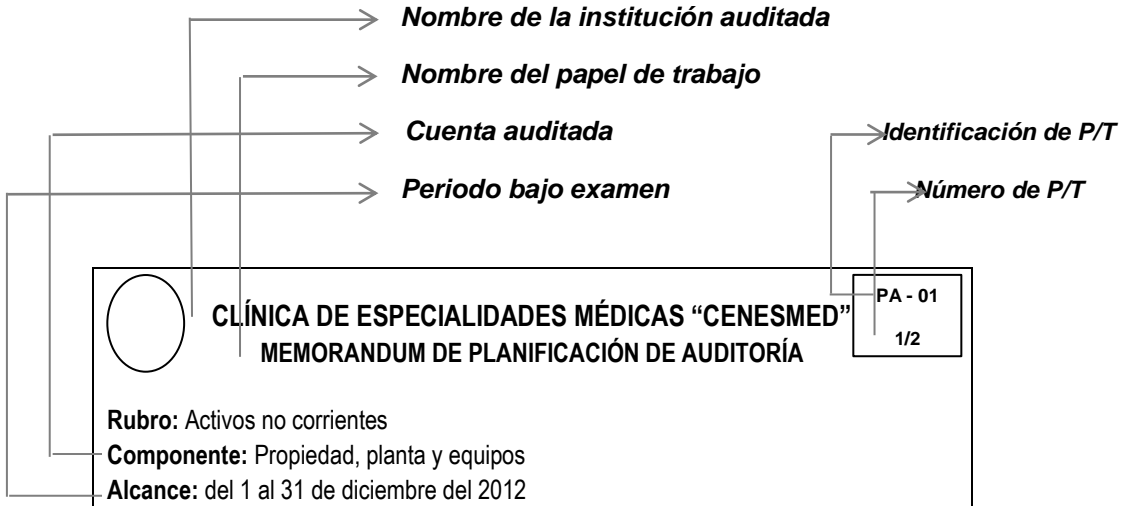 Nombre de la institución auditada
Nombre del papel de trabajo
Cuenta auditada
Identificación de P/T
Periodo bajo examen
Número de P/T
CLÍNICA DE ESPECIALIDADES MÉDICAS “CENESMED”
MEMORANDUM DE PLANIFICACIÓN DE AUDITORÍA
PA - 01
1/2
Rubro: Activos no corrientes
Componente: Propiedad, planta y equipos
Alcance: del 1 al 31 de diciembre del 2012